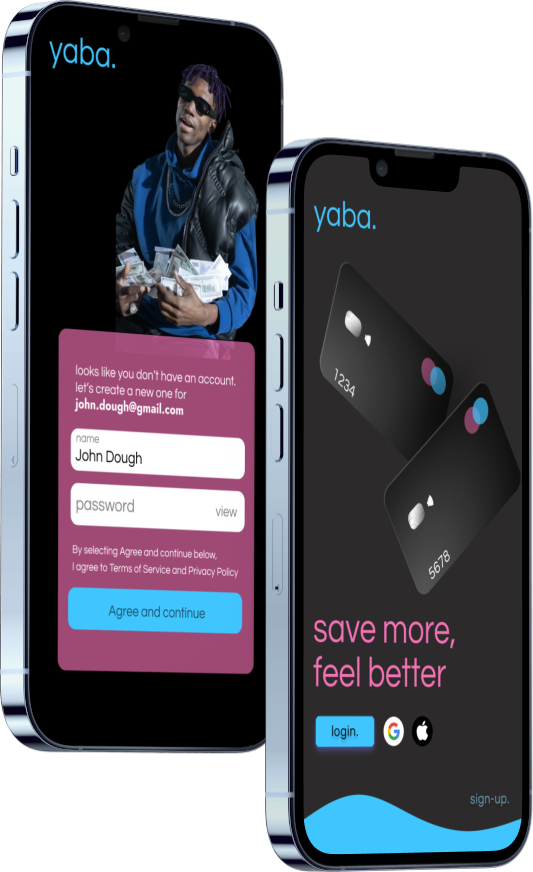 yaba.
looks like you don't have an account.
let's create a new one for
john.dough@gmail.com
name
John Dough
password
view
By selecting Agree and continue below,
I agree to Terms of Service and Privacy Policy
Agree and continue
yaba.
1234
5678
save more,
feel better
login.
sign-up.